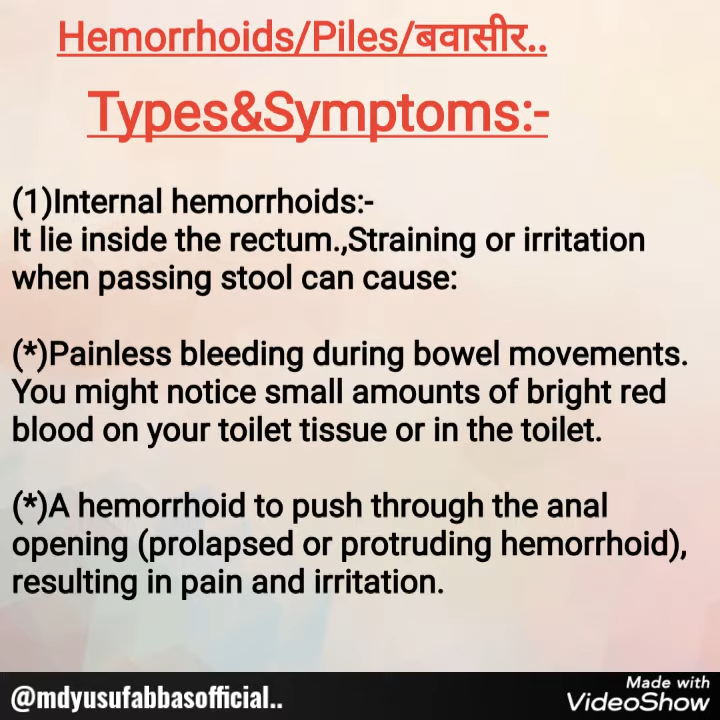 Hemorrhoids/Piles/बवासीर..
Types&Symptoms:-
(1)Internal hemorrhoids:-
It lie inside the rectum.,Straining or irritation
when passing stool can cause:
(*)Painless bleeding during bowel movements.
You might notice small amounts of bright red
blood on your toilet tissue or in the toilet.
(*)A hemorrhoid to push through the anal
opening (prolapsed or protruding hemorrhoid),
resulting in pain and irritation.
@mdyusufabbasofficial..
Made with
VideoShow